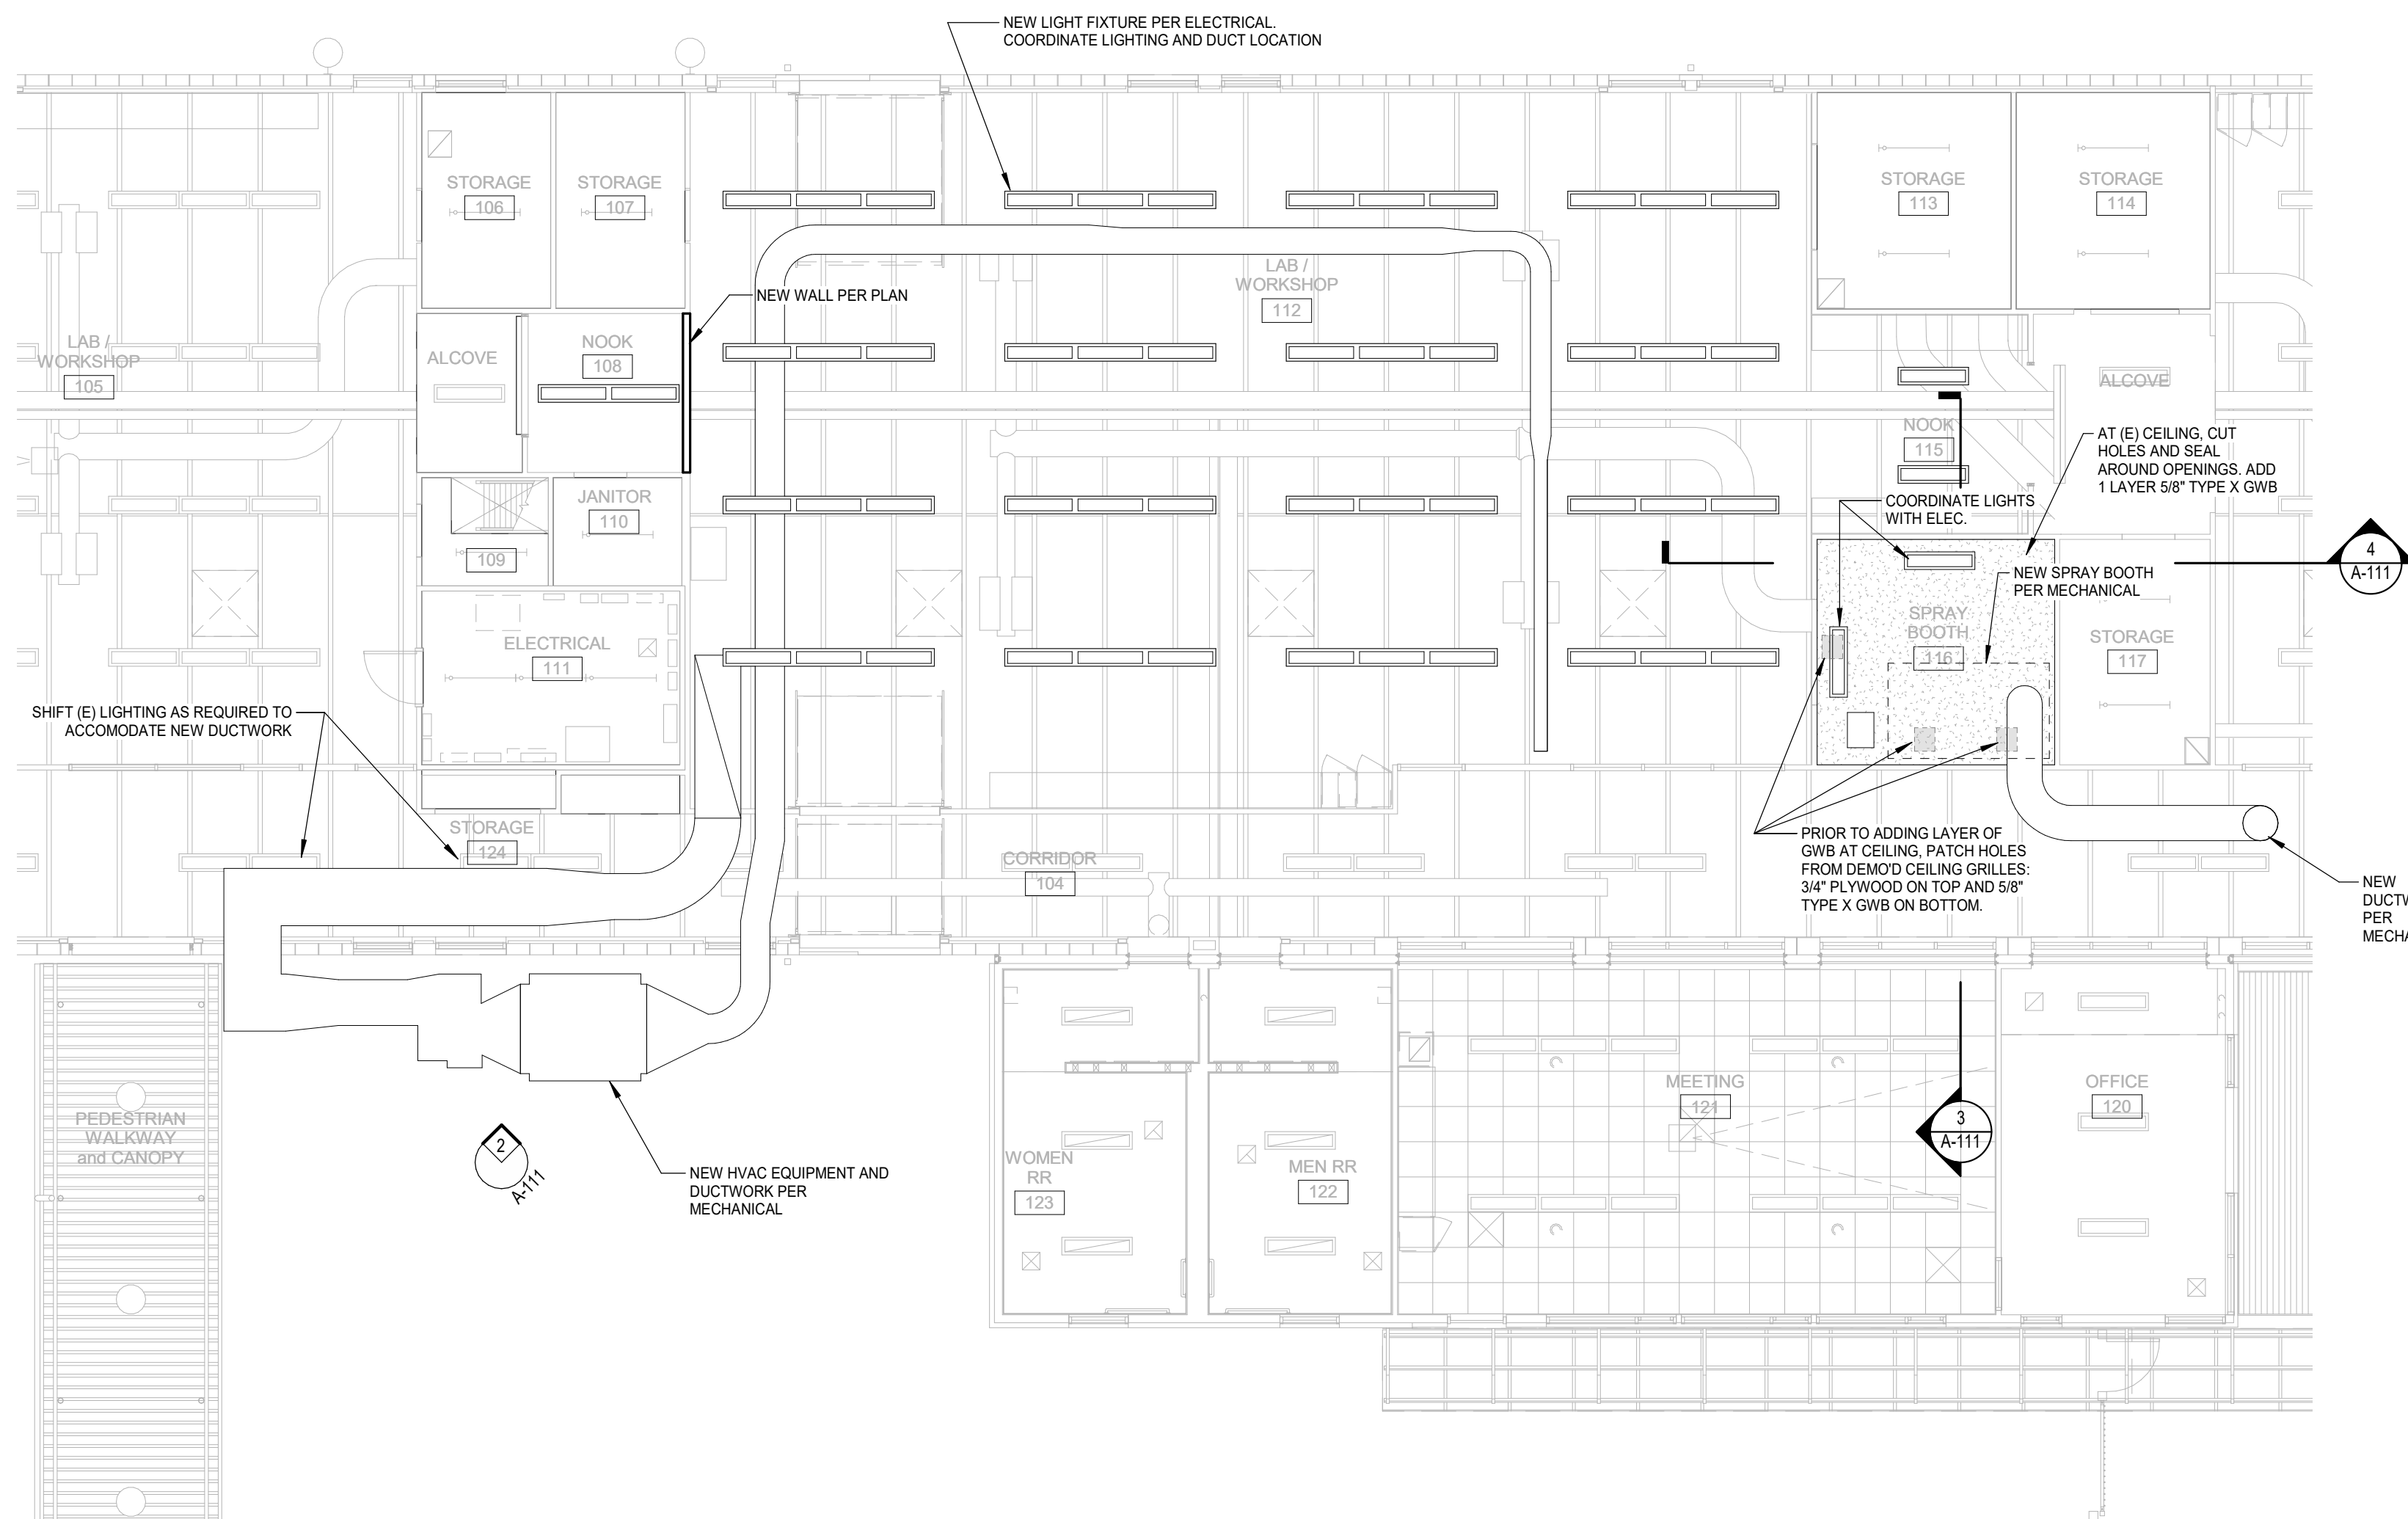 NEW LIGHT FIXTURE PER ELECTRICAL.
COORDINATE LIGHTING AND DUCT LOCATION
STORAGE
106
STORAGE
107
STORAGE
113
STORAGE
114
LAB /
WORKSHOP
112
NEW WALL PER PLAN
LAB /
WORKSHOP
105
ALCOVE
NOOK
108
ALCOVE
NOOK
115
AT (E) CEILING, CUT
HOLES AND SEAL
AROUND OPENINGS. ADD
1 LAYER 5/8" TYPE X GWB
JANITOR
110
109
COORDINATE LIGHTS
WITH ELEC.
4
A-111
NEW SPRAY BOOTH
PER MECHANICAL
SPRAY
BOOTH
116
STORAGE
117
ELECTRICAL
111
SHIFT (E) LIGHTING AS REQUIRED TO
ACCOMODATE NEW DUCTWORK
STORAGE
124
CORRIDOR
104
PRIOR TO ADDING LAYER OF
GWB AT CEILING, PATCH HOLES
FROM DEMO'D CEILING GRILLES:
3/4" PLYWOOD ON TOP AND 5/8"
TYPE X GWB ON BOTTOM.
NEW
DUCTW
PER
MECHA
PEDESTRIAN
WALKWAY
and CANOPY
2
A-111
NEW HVAC EQUIPMENT AND
DUCTWORK PER
MECHANICAL
WOMEN
RR
123
MEN RR
122
MEETING
121
3
A-111
OFFICE
120